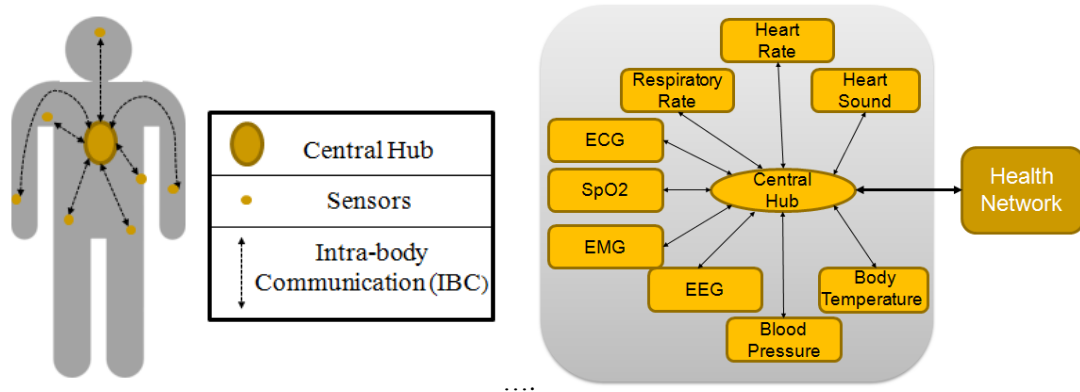 Central Hub
Sensors
Intra-body
Communication (IBC)
Heart
Rate
Respiratory
Rate
Heart
Sound
ECG
SpO2
EMG
EEG
Blood
Pressure
Body
Temperature
Central
Hub
Health
Network
....